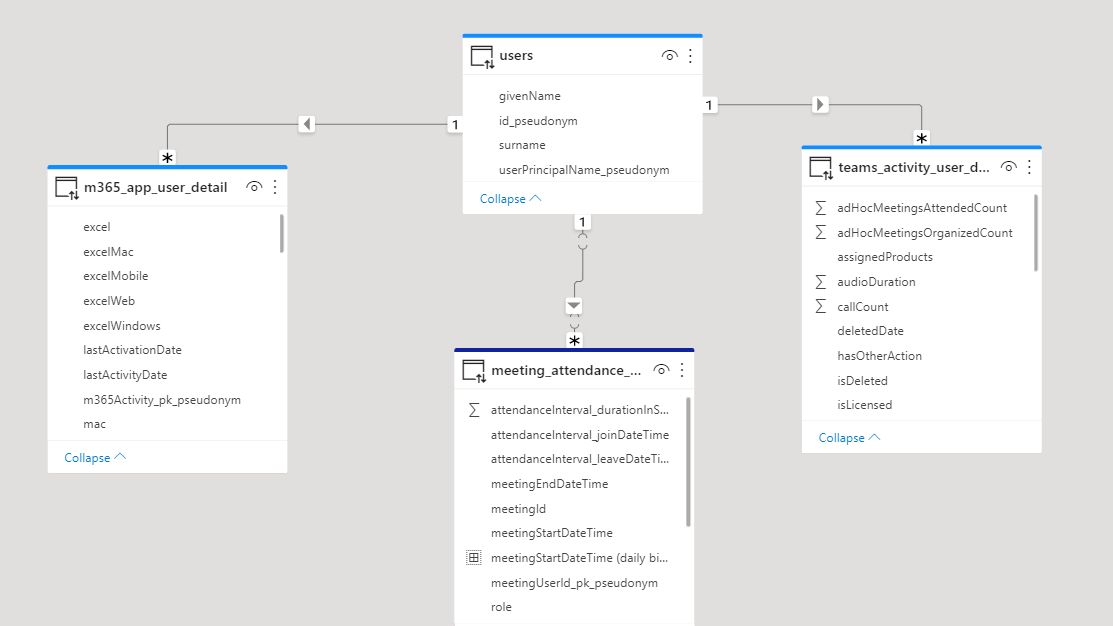 users
givenName
id_pseudonym
surname
userPrincipalName_pseudonym
Collapse
1
1
1
*
*
*
m365_app_user_detail
excel
excelMac
excelMobile
excelWeb
excelWindows
lastActivationDate
lastActivityDate
m365Activity_pk_pseudonym
mac
Collapse
teams_activity_user_d...
adHocMeetingsAttendedCount
adHocMeetingsOrganizedCount
assignedProducts
audioDuration
callCount
deletedDate
hasOtherAction
isDeleted
isLicensed
Collapse
meeting_attendance_...
attendanceInterval_durationInS...
attendanceInterval_joinDateTime
attendanceInterval_leaveDateTi...
meetingEndDateTime
meetingId
meetingStartDateTime
meetingStartDateTime (daily bi...
meetingUserId_pk_pseudonym
role